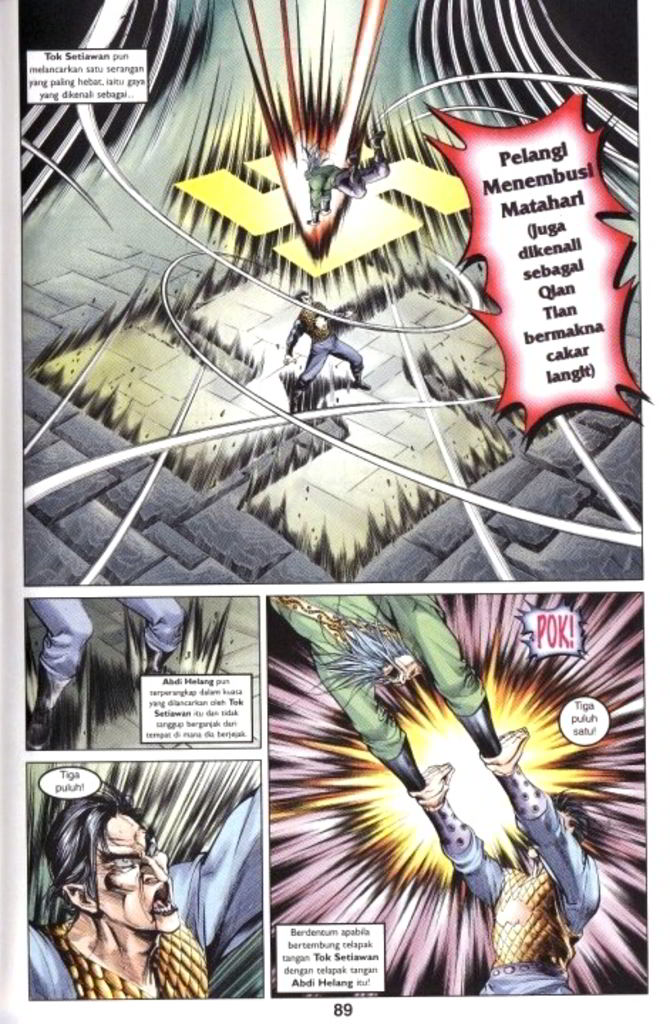 Tok Setiawan pun
melancarkan satu serangan
yang paling hebat, iaitu gaya
yang dikenali sebagai..
Pelangi
Menembusi
Matahari
(juga
dikenali
sebagai
Qian
Tian
bermakna
cakar
langit)
Abdi Helang pun
terperangkap dalam kuasa
yang dilancarkan oleh Tok
Setiawan itu dan tidak
sanggup berganjak dari
tempat di mana dia berjejak.
Tiga
puluh!
POK!
Tiga
puluh
satu!
Berdentum apabila
bertembung telapak
tangan Tok Setiawan
dengan telapak tangan
Abdi Helang itu!
89